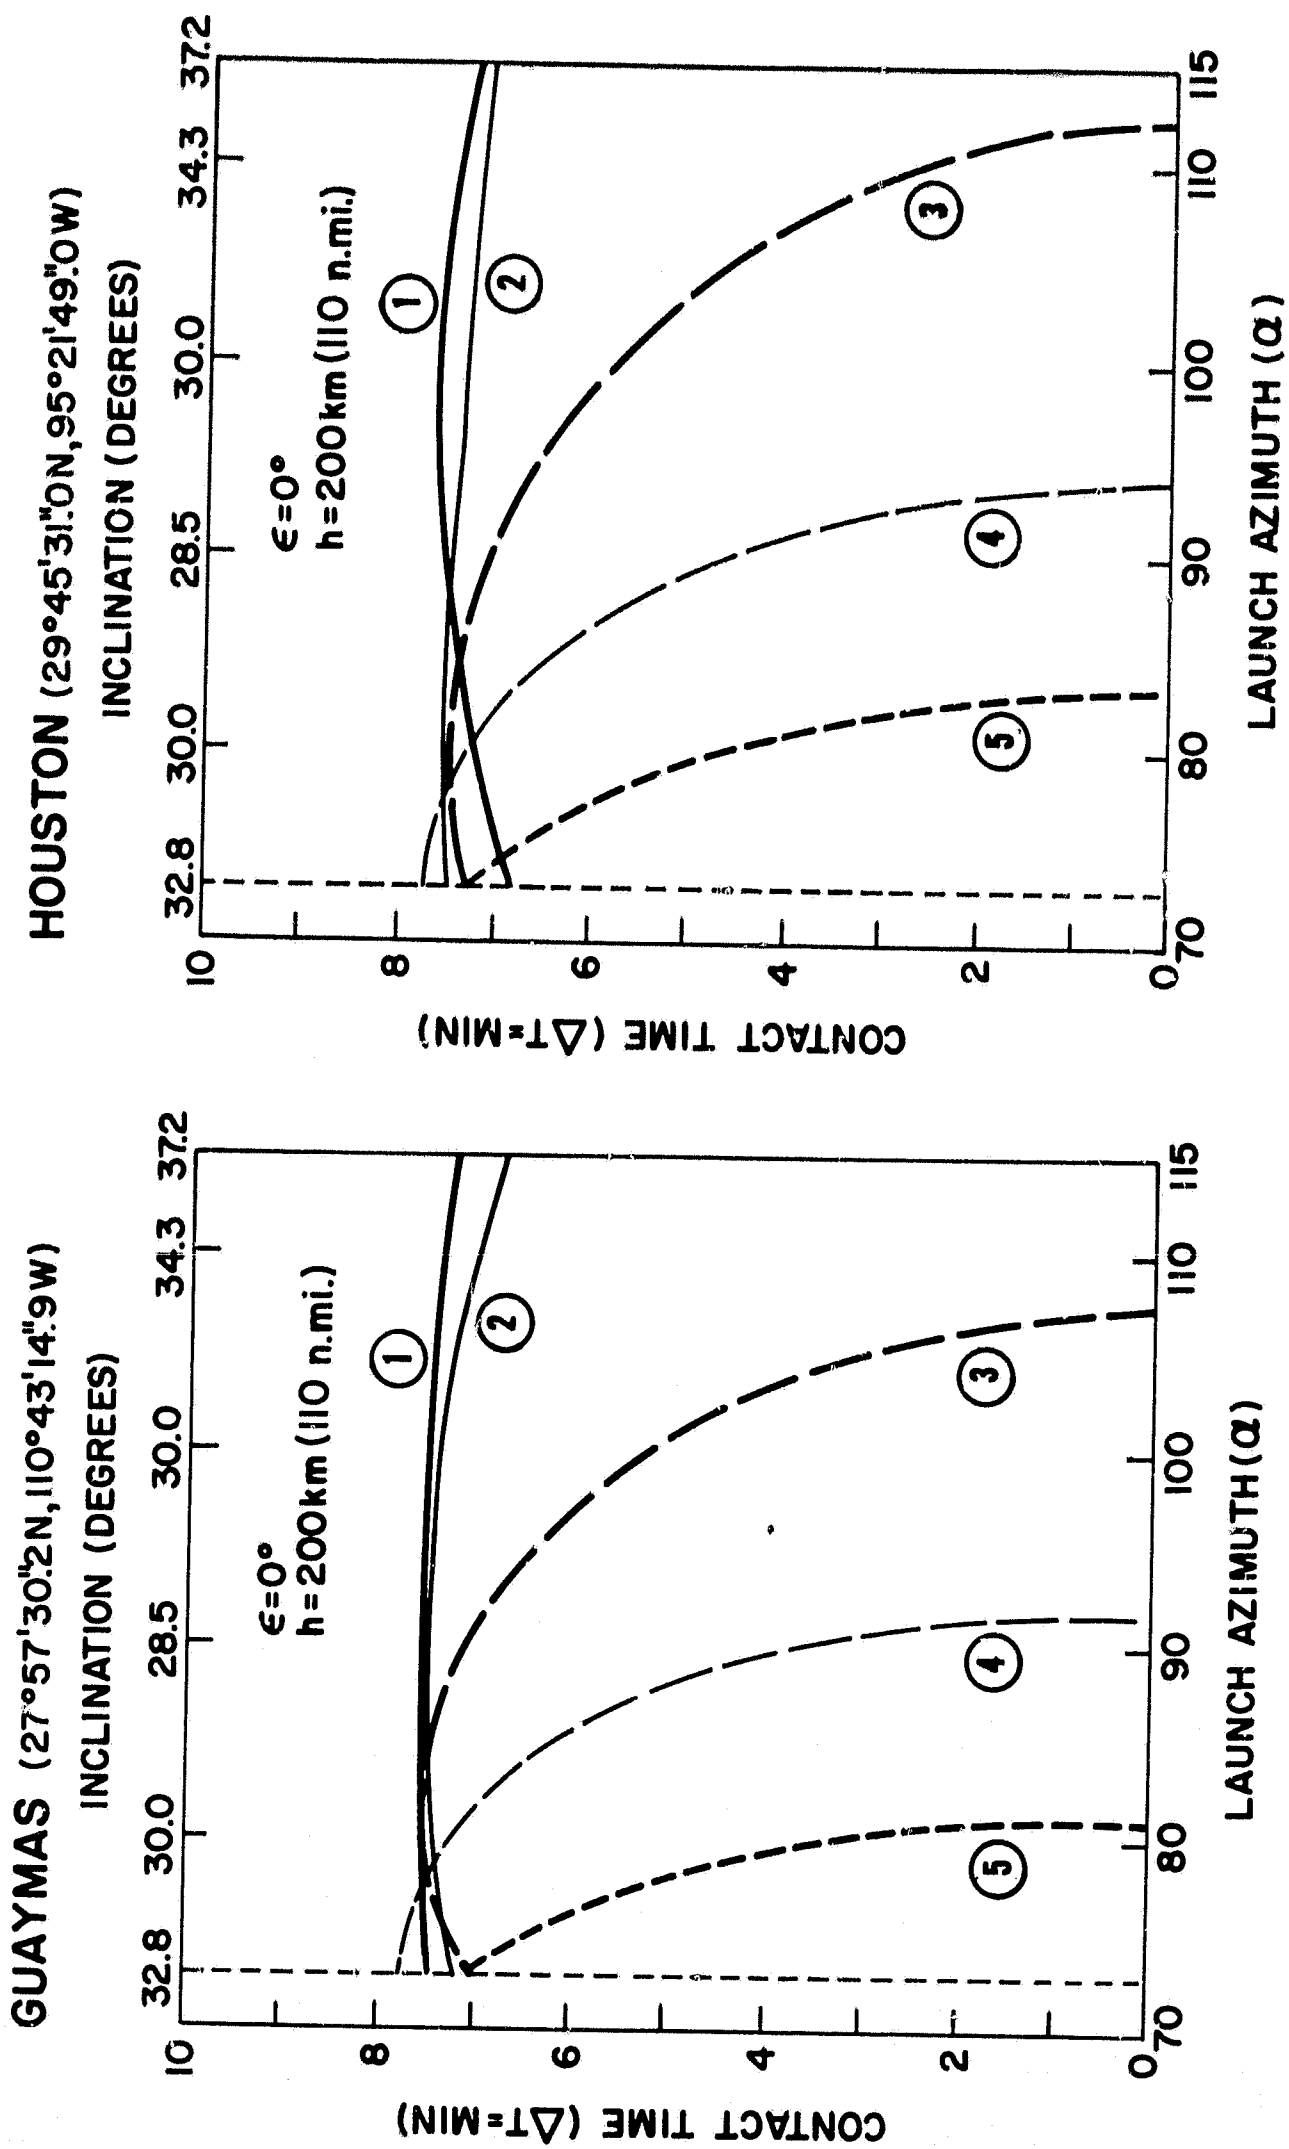 GUAYMAS (27°57'30".2N,110°43'14".9W)
INCLINATION (DEGREES)
32.8 30.0 28.5 30.0 34.3 37.2
ϵ=0°
h=200km (110 n.mi.)
CONTACT TIME (ΔT=MIN)
10
8
6
4
2
0
1
2
3
4
5
70 80 90 100 110 115
LAUNCH AZIMUTH (α)
HOUSTON (29°45'31".0N,95°21'49".0W)
INCLINATION (DEGREES)
32.8 30.0 28.5 30.0 34.3 37.2
ϵ=0°
h=200km (110 n.mi.)
CONTACT TIME (ΔT=MIN)
10
8
6
4
2
0
1
2
3
4
5
70 80 90 100 110 115
LAUNCH AZIMUTH (α)